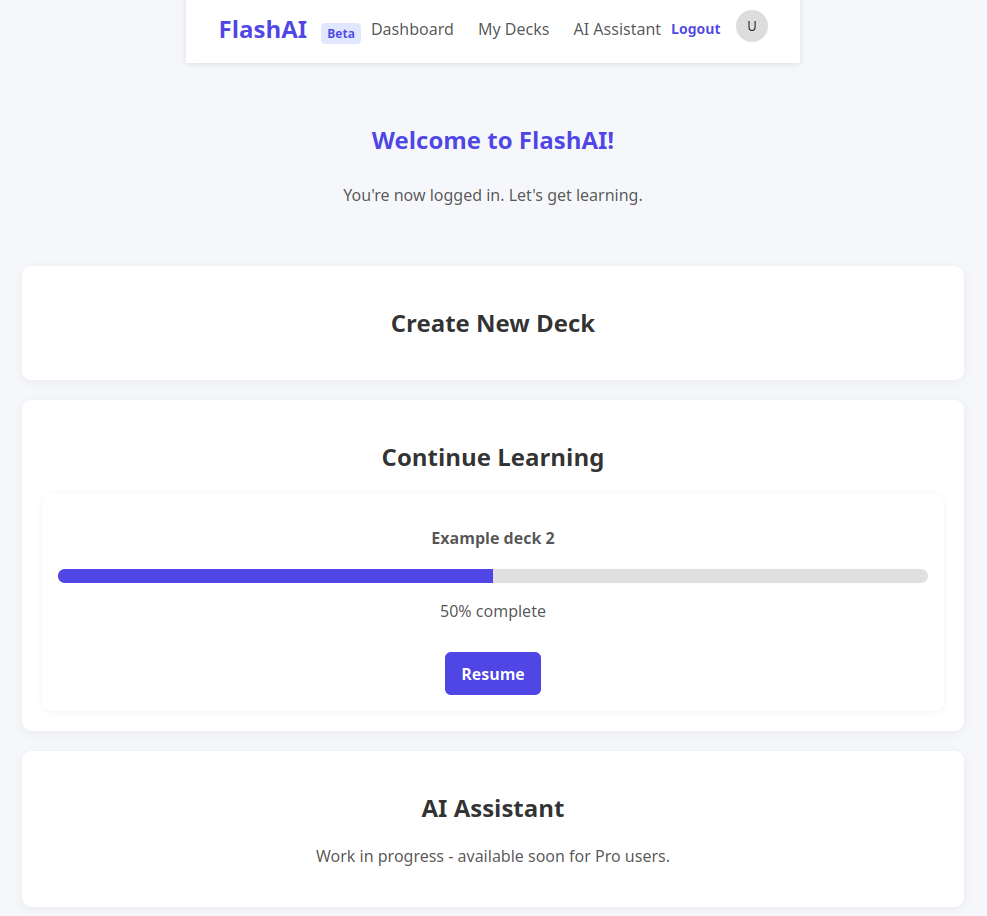 FlashAI Beta Dashboard My Decks AI Assistant Logout U
Welcome to FlashAI!
You're now logged in. Let's get learning.
Create New Deck
Continue Learning
Example deck 2
50% complete
Resume
AI Assistant
Work in progress - available soon for Pro users.